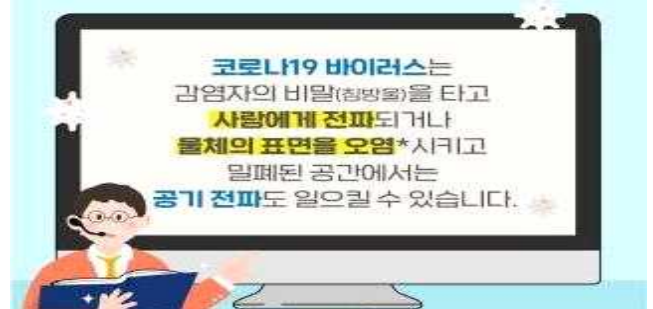 코로나19 바이러스는
감염자의 비말(침방울)을 타고
사람에게 전파되거나
물체의 표면을 오염*시키고
밀폐된 공간에서는
공기 전파도 일으킬 수 있습니다.